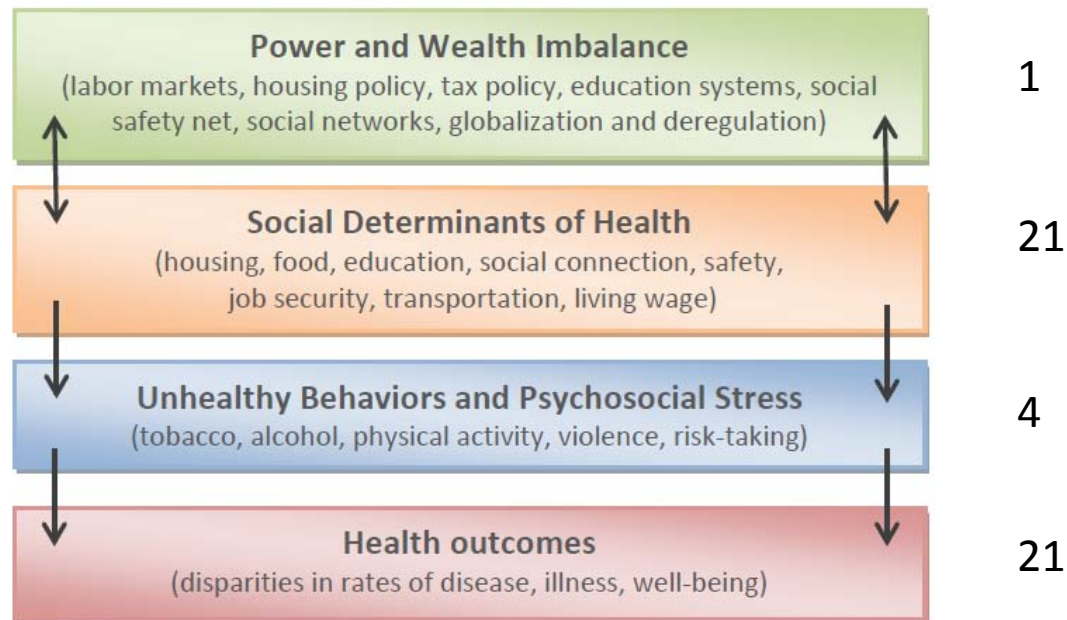 Power and Wealth Imbalance
(labor markets, housing policy, tax policy, education systems, social
safety net, social networks, globalization and deregulation)
1
Social Determinants of Health
(housing, food, education, social connection, safety,
job security, transportation, living wage)
21
Unhealthy Behaviors and Psychosocial Stress
(tobacco, alcohol, physical activity, violence, risk-taking)
4
Health outcomes
(disparities in rates of disease, illness, well-being)
21